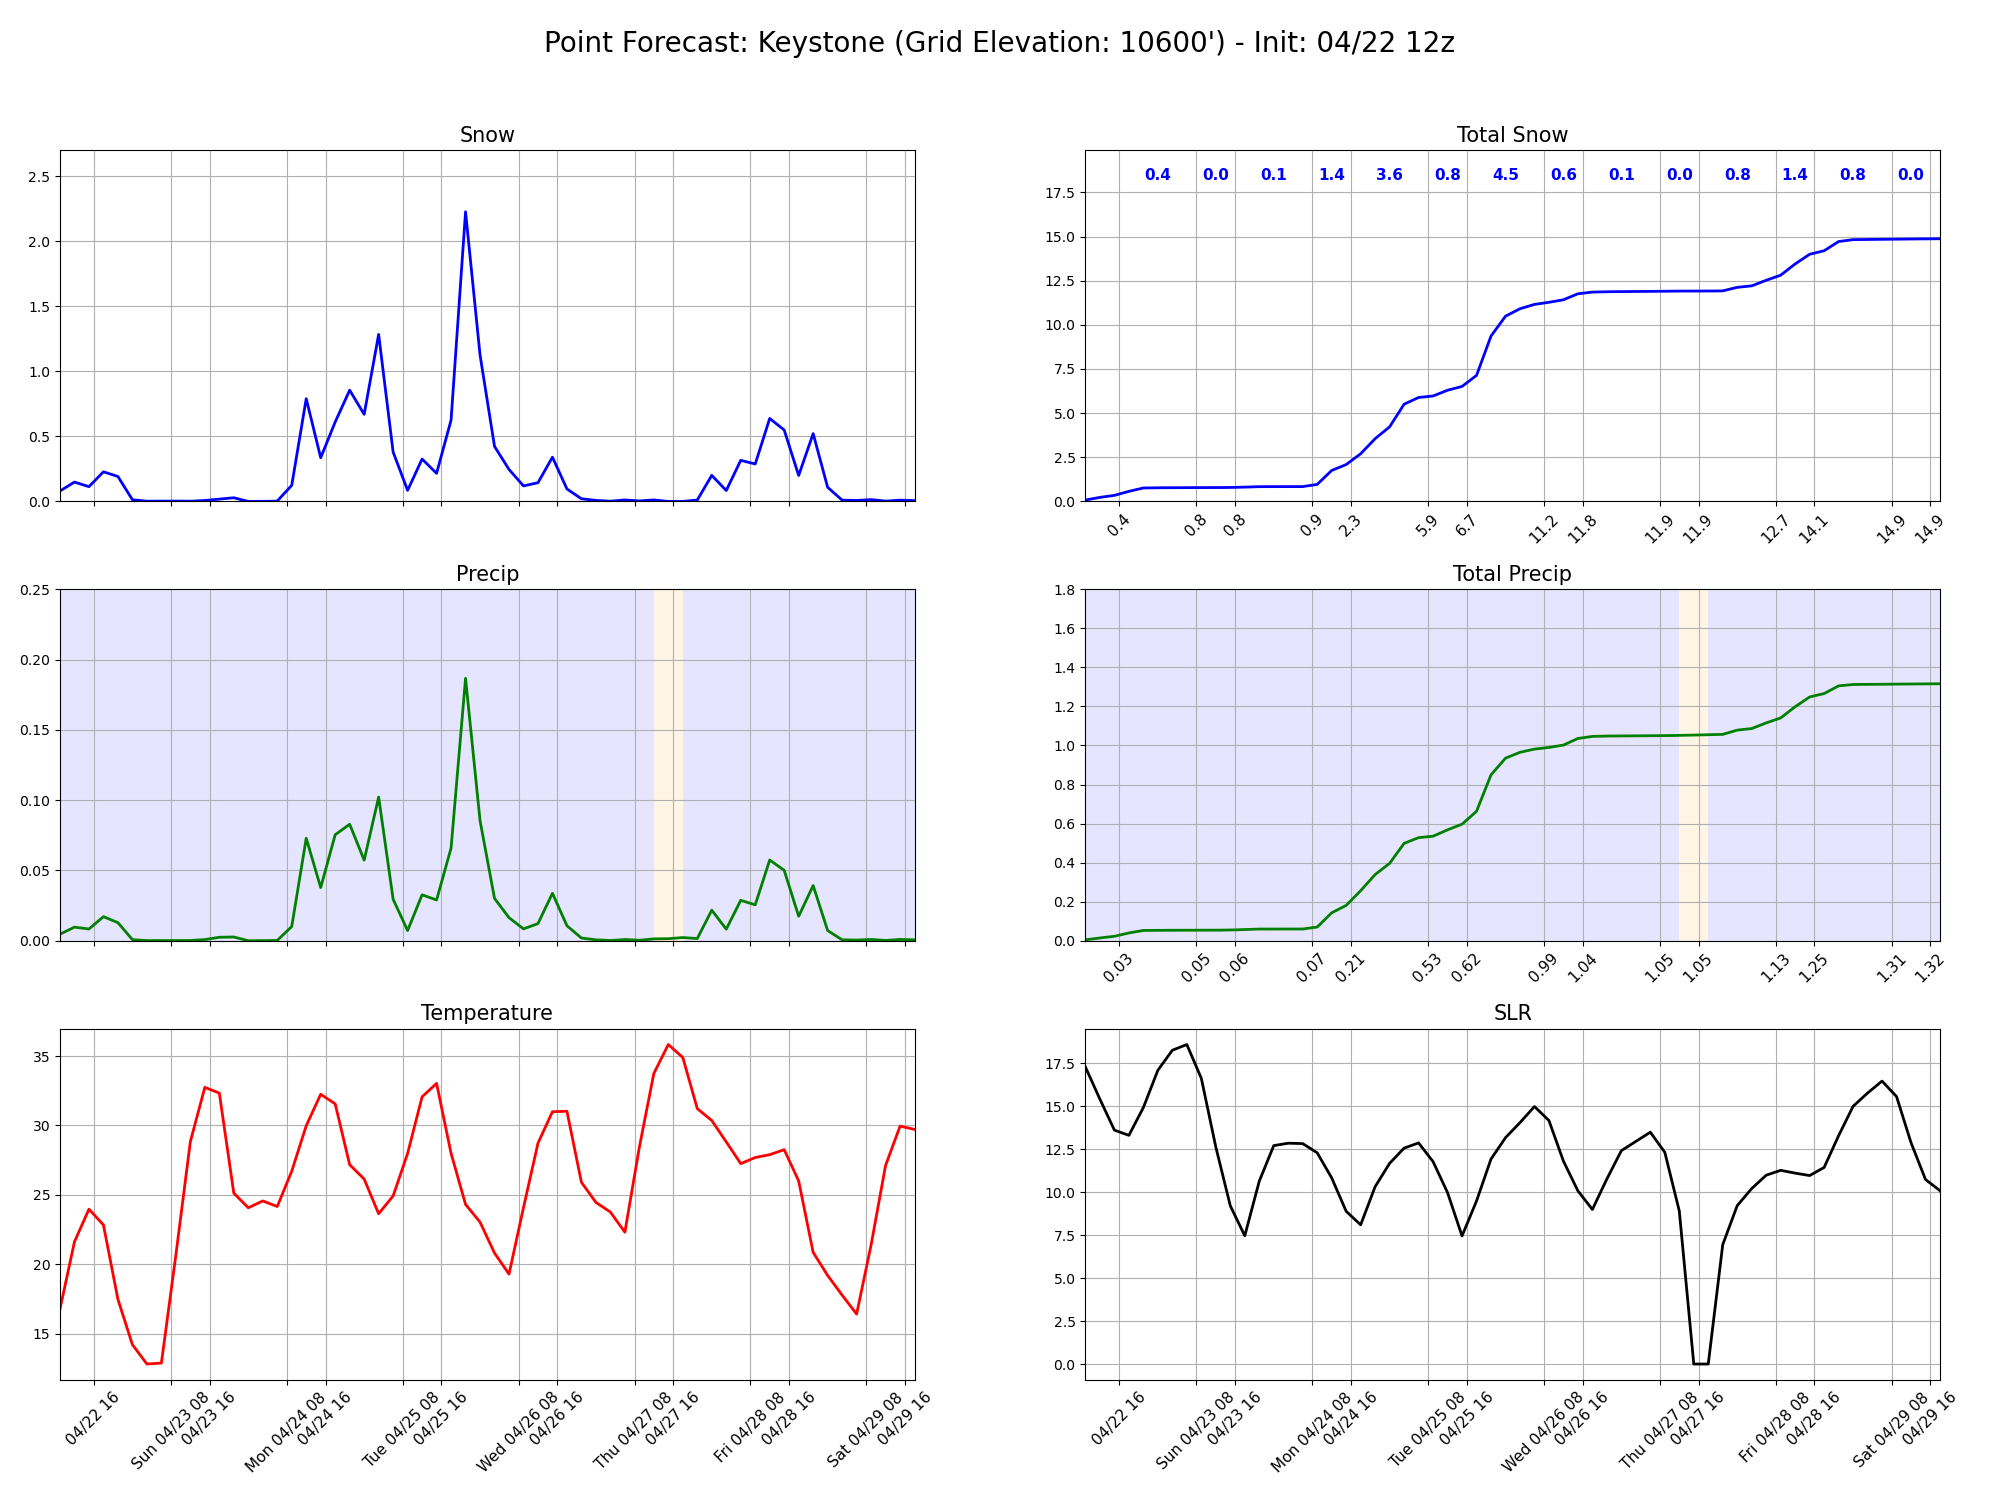 Point Forecast: Keystone (Grid Elevation: 10600') - Init: 04/22 12z
Snow
2.5
2.0
1.5
1.0
0.5
0.0
Total Snow
0.4 0.0 0.1 1.4 3.6 0.8 4.5 0.6 0.1 0.0 0.8 1.4 0.8 0.0
17.5
15.0
12.5
10.0
7.5
5.0
2.5
0.0
0.4 0.8 0.8 0.9 2.3 5.9 6.7 11.2 11.8 11.9 11.9 12.7 14.1 14.9 14.9
Precip
0.25
0.20
0.15
0.10
0.05
0.00
Total Precip
1.8
1.6
1.4
1.2
1.0
0.8
0.6
0.4
0.2
0.0
0.03 0.05 0.06 0.07 0.21 0.53 0.62 0.99 1.04 1.05 1.05 1.13 1.25 1.31 1.32
Temperature
35
30
25
20
15
04/22 16
Sun 04/23 08
04/23 16
Mon 04/24 08
04/24 16
Tue 04/25 08
04/25 16
Wed 04/26 08
04/26 16
Thu 04/27 08
04/27 16
Fri 04/28 08
04/28 16
Sat 04/29 08
04/29 16
SLR
17.5
15.0
12.5
10.0
7.5
5.0
2.5
0.0
04/22 16
Sun 04/23 08
04/23 16
Mon 04/24 08
04/24 16
Tue 04/25 08
04/25 16
Wed 04/26 08
04/26 16
Thu 04/27 08
04/27 16
Fri 04/28 08
04/28 16
Sat 04/29 08
04/29 16